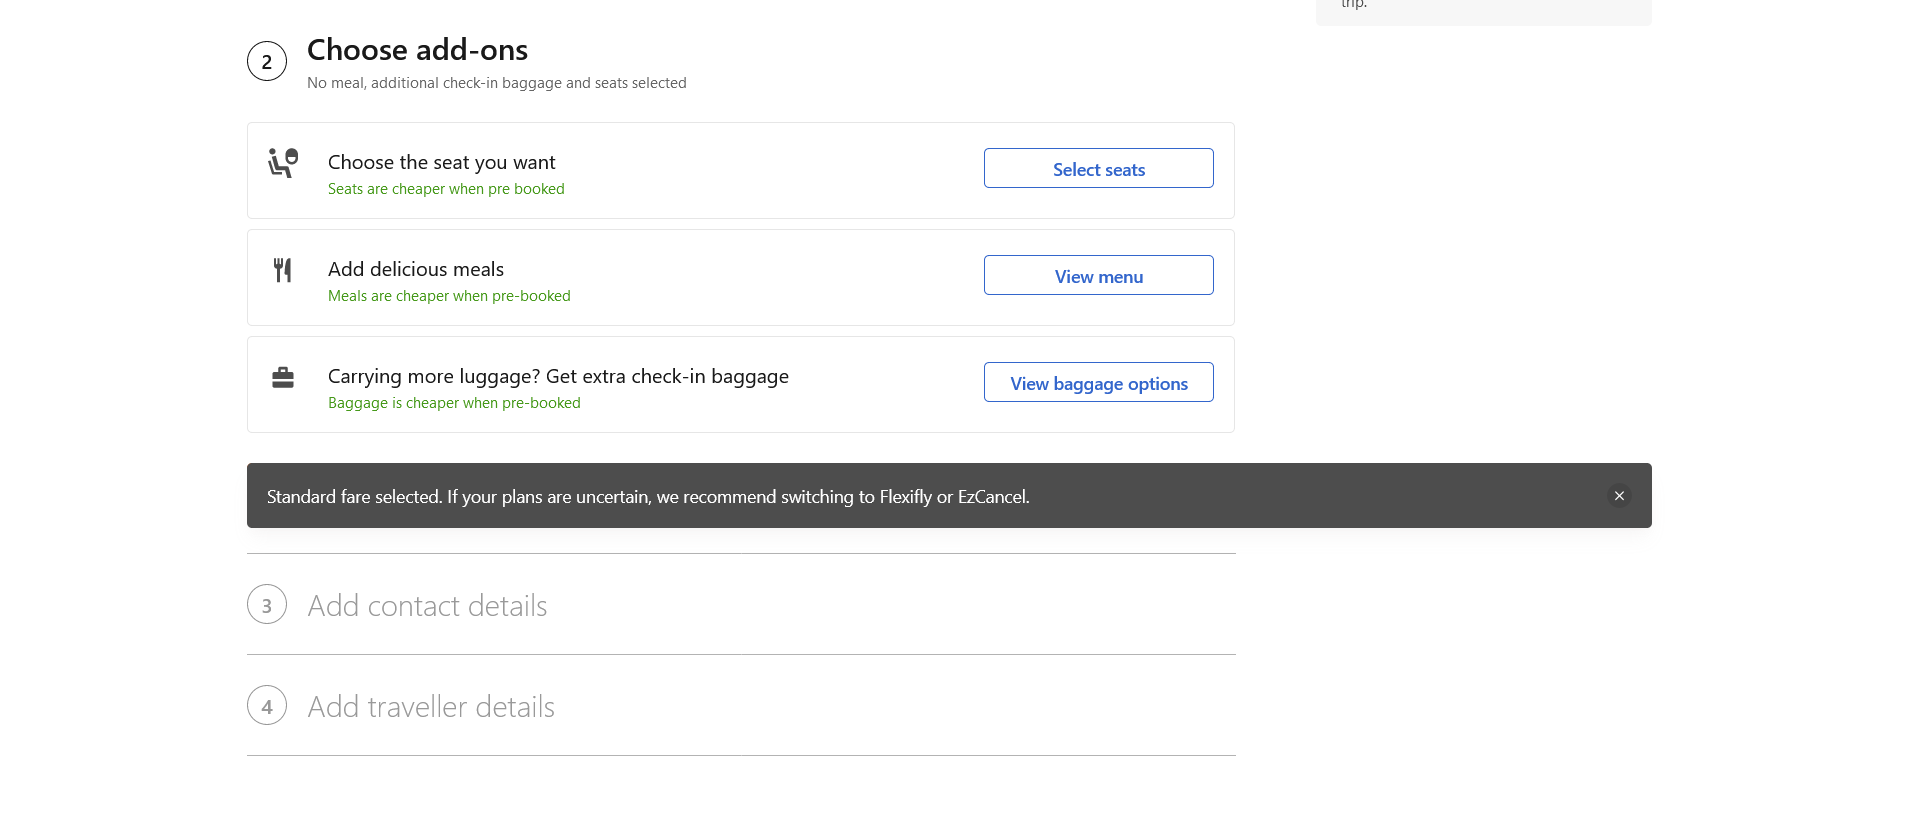 trip.
2
Choose add-ons
No meal, additional check-in baggage and seats selected
Choose the seat you want
Seats are cheaper when pre booked
Select seats
Add delicious meals
Meals are cheaper when pre-booked
View menu
Carrying more luggage? Get extra check-in baggage
Baggage is cheaper when pre-booked
View baggage options
Standard fare selected. If your plans are uncertain, we recommend switching to Flexifly or EzCancel.
3
Add contact details
4
Add traveller details